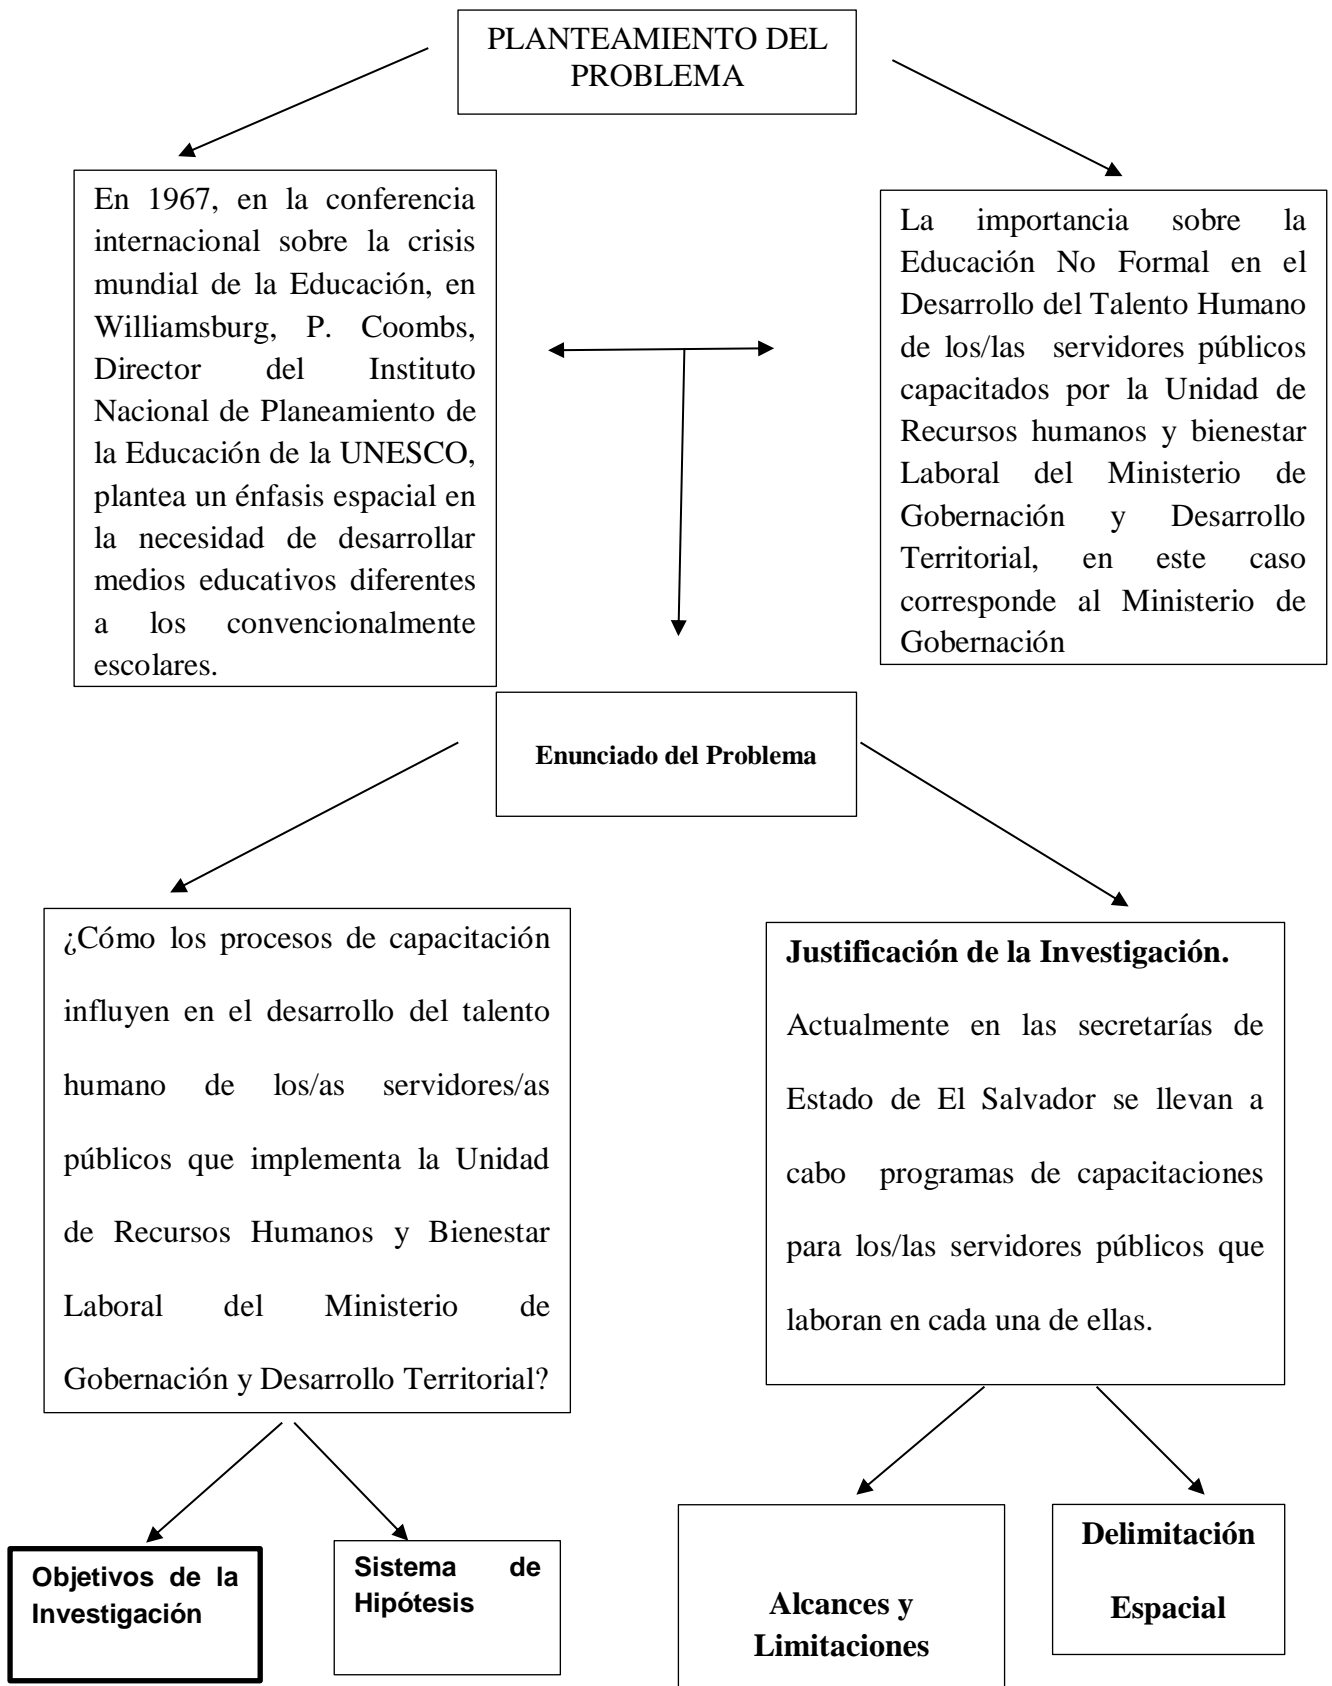 PLANTEAMIENTO DEL
PROBLEMA
En 1967, en la conferencia
internacional sobre la crisis
mundial de la Educación, en
Williamsburg, P. Coombs,
Director del Instituto
Nacional de Planeamiento de
la Educación de la UNESCO,
plantea un énfasis espacial en
la necesidad de desarrollar
medios educativos diferentes
a los convencionalmente
escolares.
La importancia sobre la
Educación No Formal en el
Desarrollo del Talento Humano
de los/las servidores públicos
capacitados por la Unidad de
Recursos humanos y bienestar
Laboral del Ministerio de
Gobernación y Desarrollo
Territorial, en este caso
corresponde al Ministerio de
Gobernación
Enunciado del Problema
¿Cómo los procesos de capacitación
influyen en el desarrollo del talento
humano de los/as servidores/as
públicos que implementa la Unidad
de Recursos Humanos y Bienestar
Laboral del Ministerio de
Gobernación y Desarrollo Territorial?
Justificación de la Investigación.
Actualmente en las secretarías de
Estado de El Salvador se llevan a
cabo programas de capacitaciones
para los/las servidores públicos que
laboran en cada una de ellas.
Objetivos de la
Investigación
Sistema de
Hipótesis
Alcances y
Limitaciones
Delimitación
Espacial